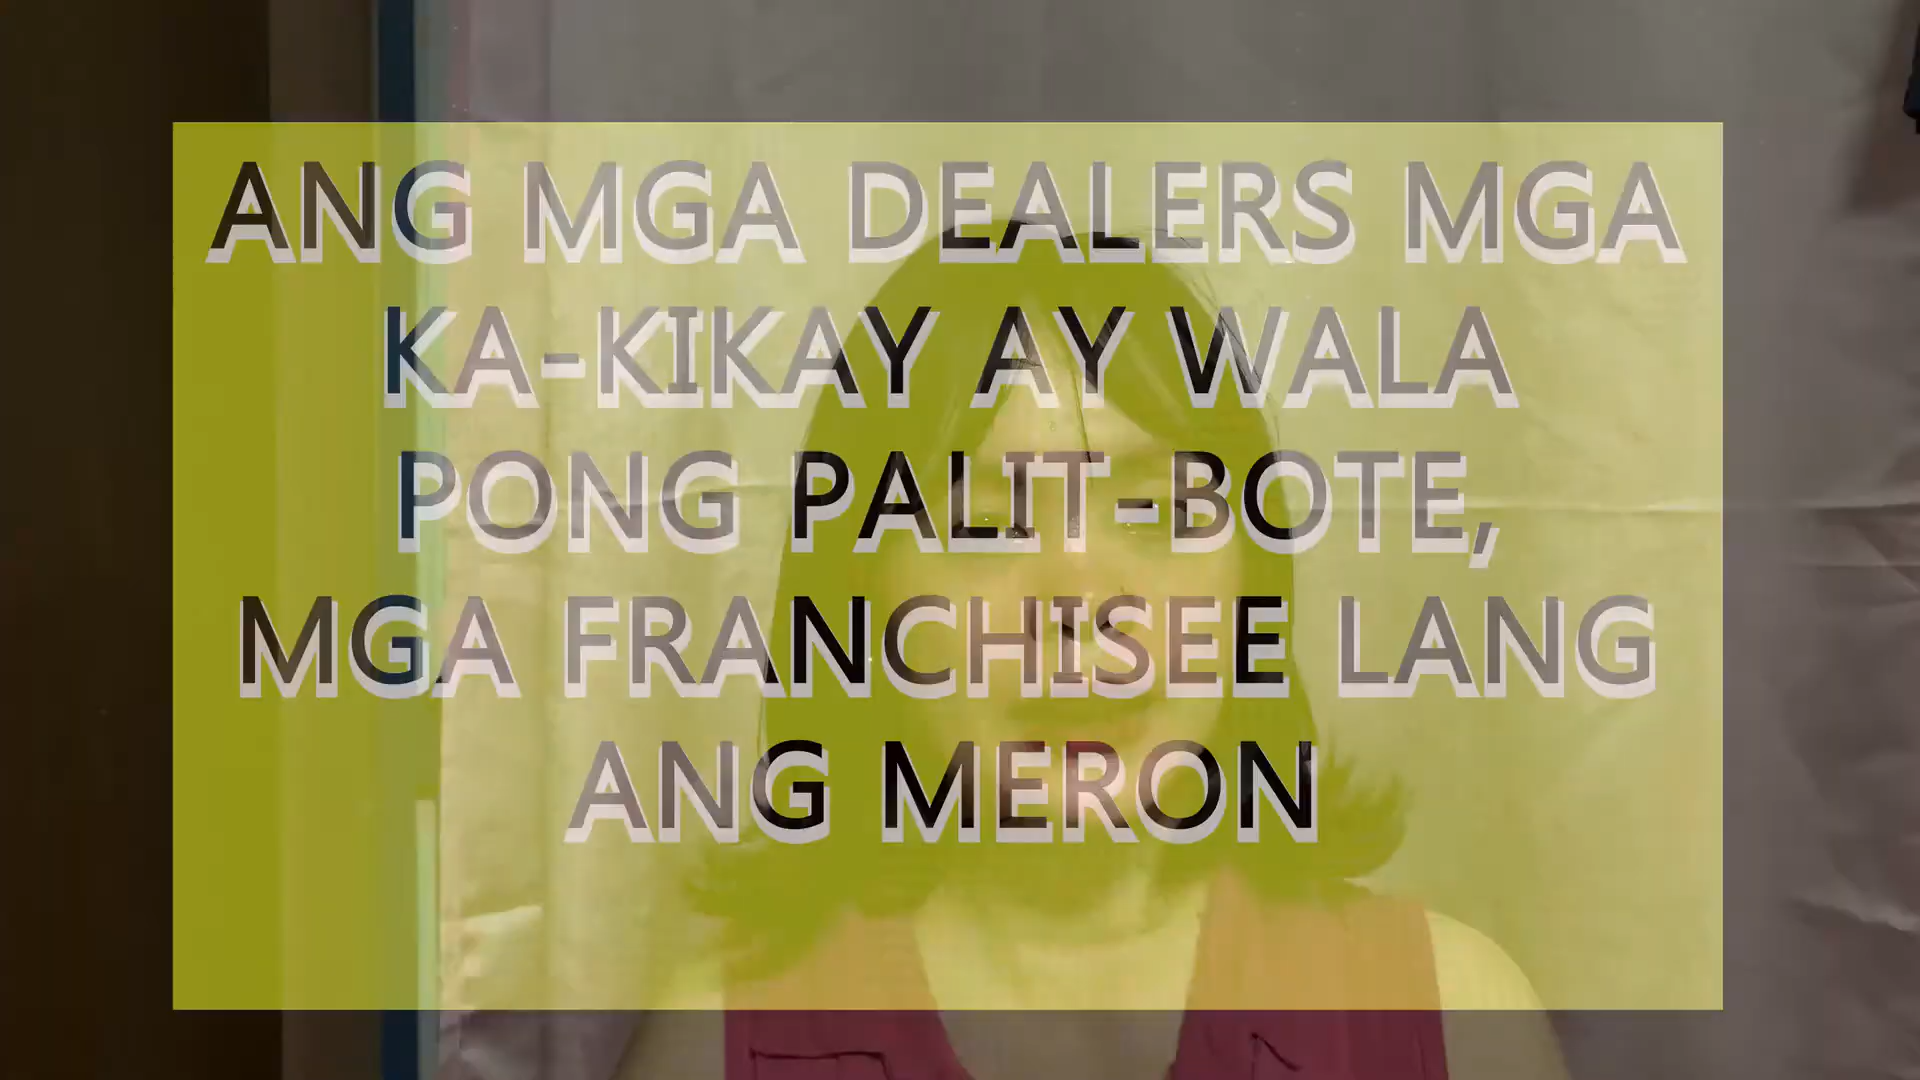 ANG MGA DEALERS MGA
KA-KIKAY AY WALA
PONG PALIT-BOTE,
MGA FRANCHISEE LANG
ANG MERON